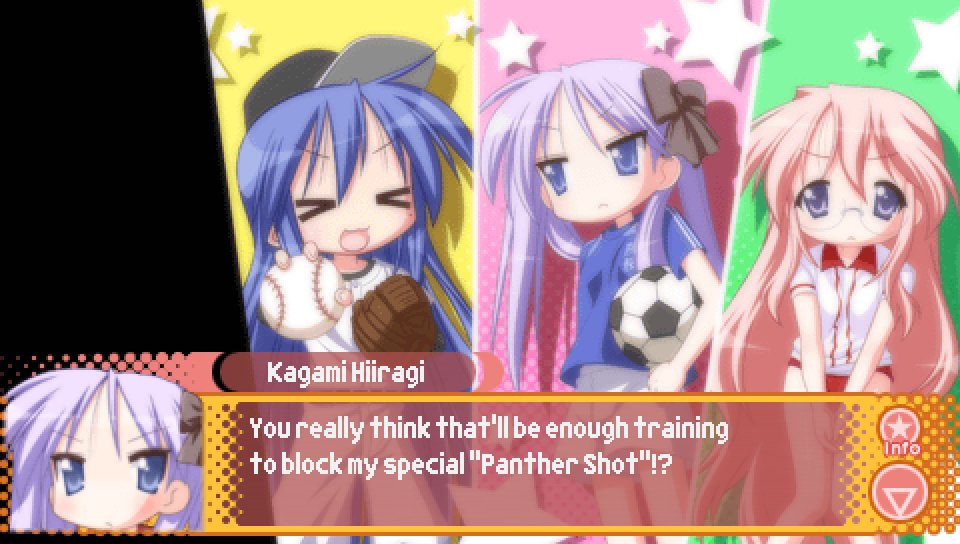 Kagami Hiiragi
You really think that'll be enough training
to block my special "Panther Shot"!?
Info